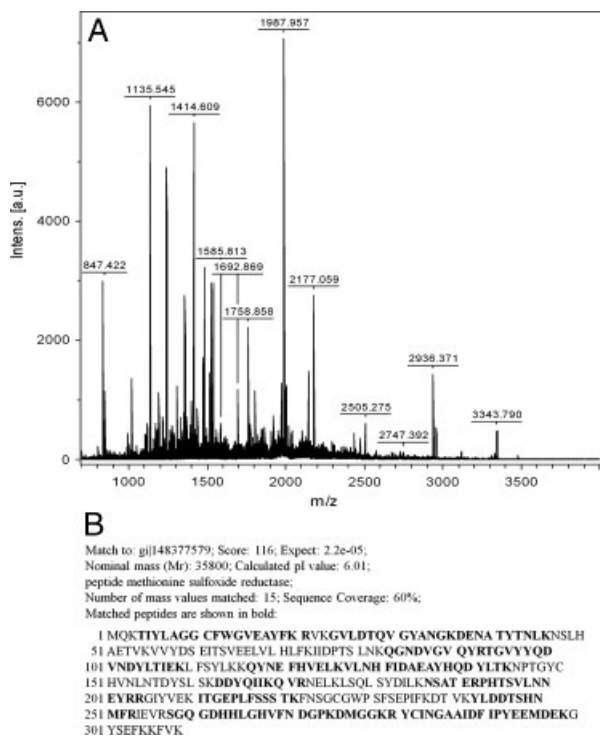 A
1987.957
1135.545
1414.609
1585.813
1692.869
1758.858
847.422
2177.059
2936.371
2505.275
2747.392
3343.790
6000
4000
2000
0
Intens. [a.u.]
1000 1500 2000 2500 3000 3500
m/z
B
Match to: gi|148377579; Score: 116; Expect: 2.2e-05;
Nominal mass (Mr): 35800; Calculated pI value: 6.01;
peptide methionine sulfoxide reductase;
Number of mass values matched: 15; Sequence Coverage: 60%;
Matched peptides are shown in bold:
1 MQKTIYLAGG CFWGVEAYFK RVKGVLDTQV GYANGKDENA TYTNLKNSLH
51 AETVKVVYDS EITSVEELVL HLFKIIDPTS LNKQGNDVGV QYRTGVYYQD
101 VNDYLTIEKL FSYLKKQYNE FHVELKVLNH FIDAEAYHQD YLTKNPTGYC
151 HVNLNTDYSL SKDDYQIIKQ VRNELKLSQL SYDILKNSAT ERPHTSVLNN
201 EYRRGIYVEK ITGEPLFSSS TKFNSGCGWP SFSEPIFKDT VKYLDDTSHN
251 MFRIEVRSGQ GDHHLGHVFN DGPKDMGGKR YCINGAAIDF IPYEEMDEKG
301 YSEFKKFVK